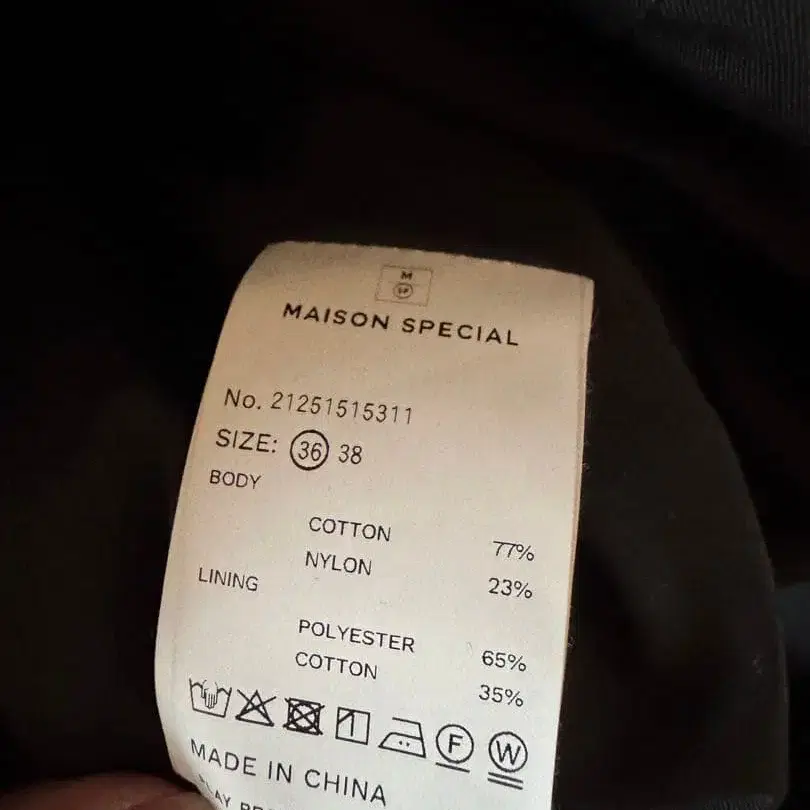 M
SP
MAISON SPECIAL
No. 21251515311
SIZE: 36 38
BODY
COTTON 77%
NYLON 23%
LINING
POLYESTER 65%
COTTON 35%
F W
MADE IN CHINA